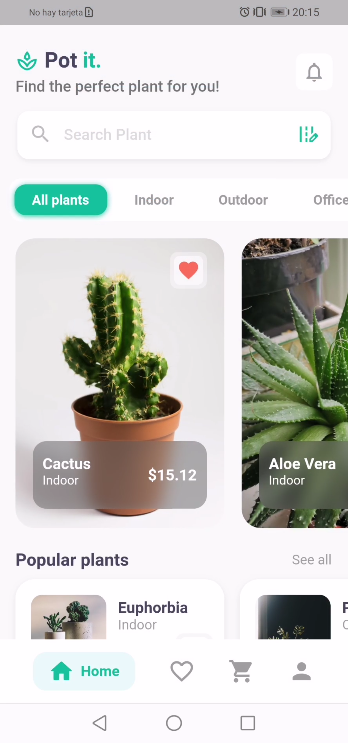 No hay tarjeta
20:15
Pot it.
Find the perfect plant for you!
Search Plant
All plants
Indoor
Outdoor
Office
Cactus
Indoor
$15.12
Aloe Vera
Indoor
Popular plants
See all
Euphorbia
Indoor
Home